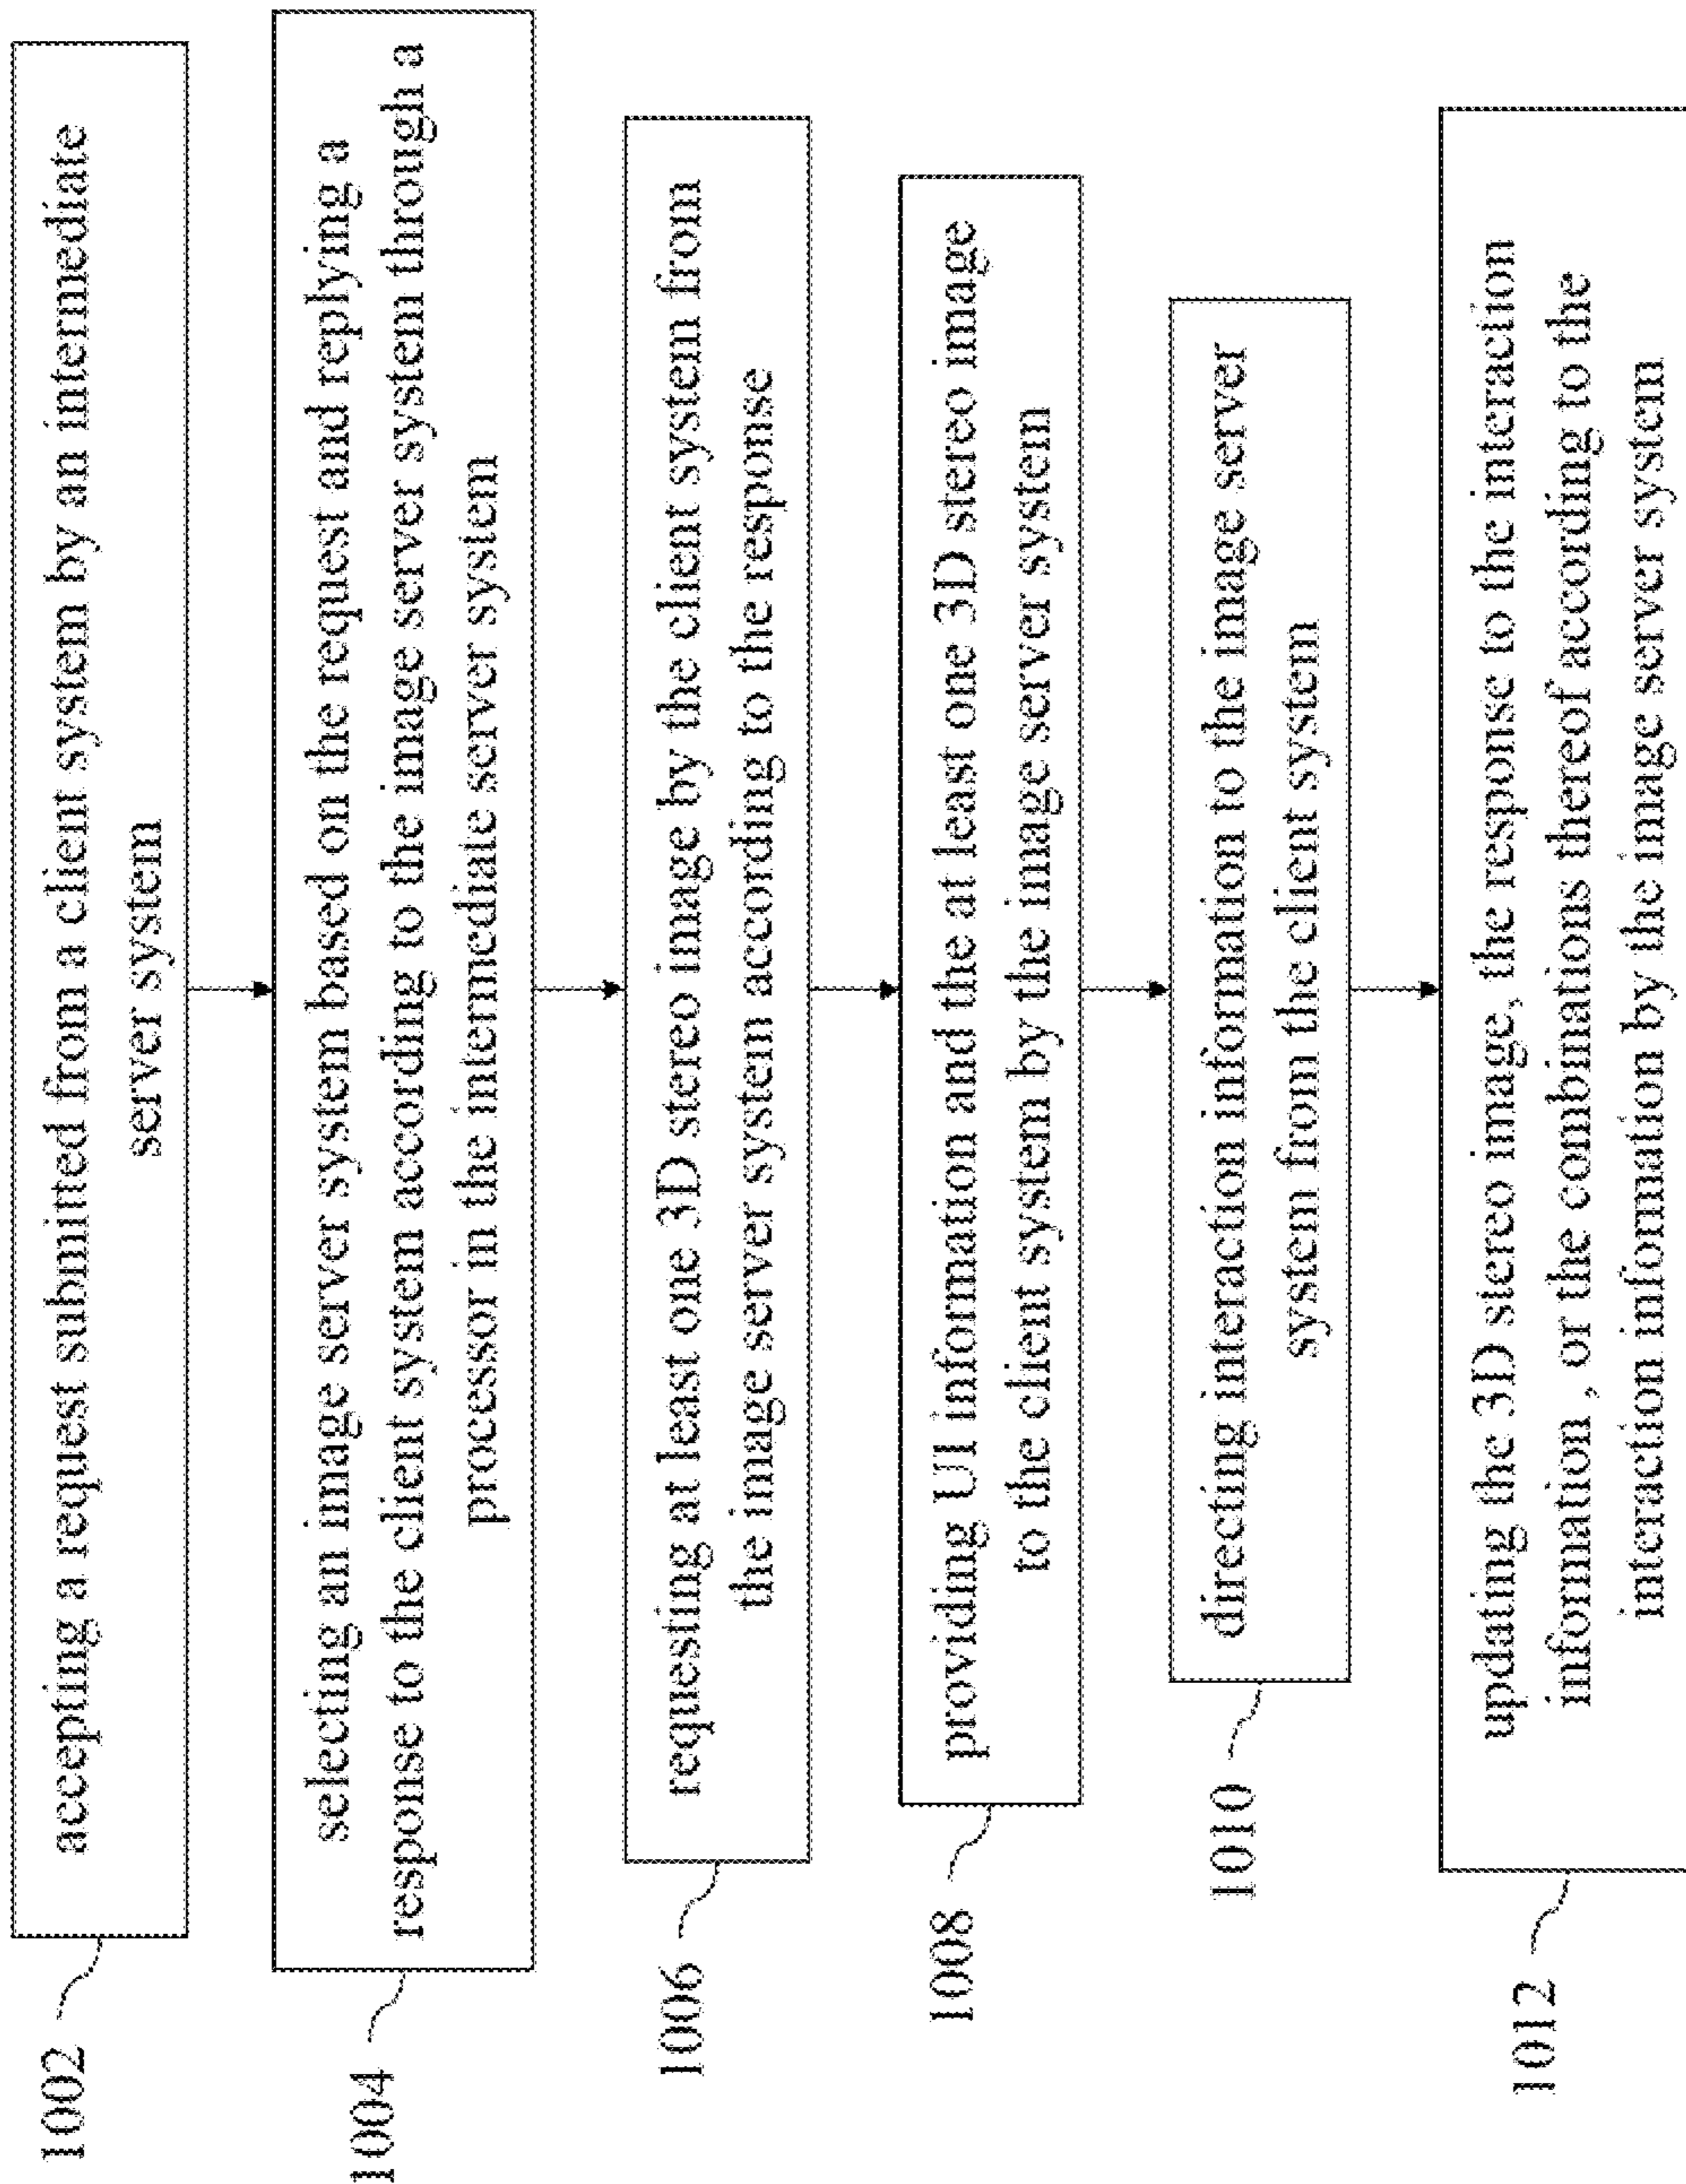 1002
accepting a request submitted from a client system by an intermediate
server system
1004
selecting an image server system based on the request and replying a
response to the client system according to the image server system through a
processor in the intermediate server system
1006
requesting at least one 3D stereo image by the client system from
the image server system according to the response
1008
providing UI information and the at least one 3D stereo image
to the client system by the image server system
1010
directing interaction information to the image server
system from the client system
1012
updating the 3D stereo image, the response to the interaction
information , or the combinations thereof according to the
interaction information by the image server system